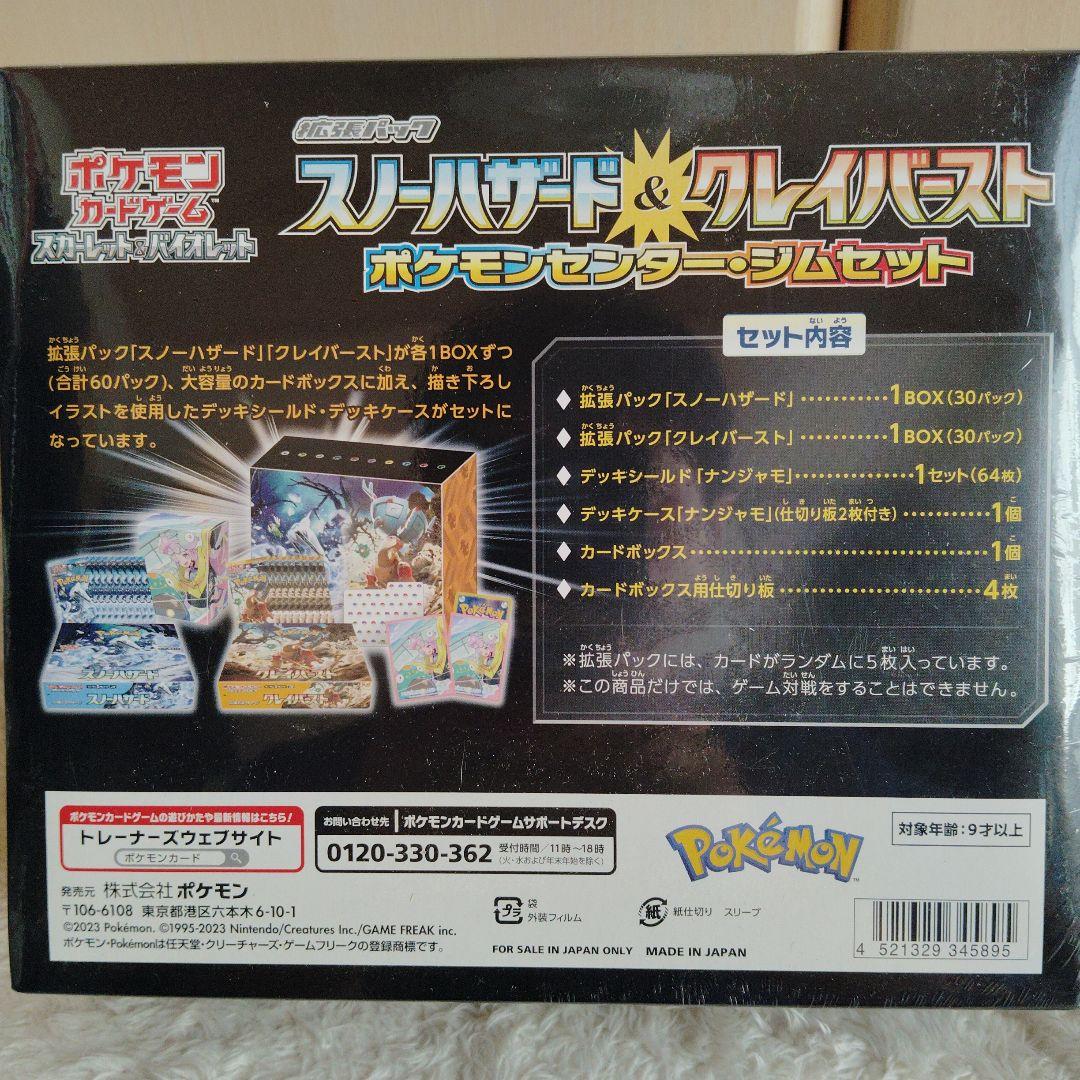 拡張パック
ポケモン
カードゲーム™
スカーレット&バイオレット
スノーハザード&クレイバースト
ポケモンセンター・ジムセット
拡張パック「スノーハザード」「クレイバースト」が各1BOXずつ
(合計60パック)、大容量のカードボックスに加え、描き下ろし
イラストを使用したデッキシールド・デッキケースがセットに
なっています。
セット内容
◆ 拡張パック「スノーハザード」…………1BOX(30パック)
◆ 拡張パック「クレイバースト」…………1BOX(30パック)
◆ デッキシールド「ナンジャモ」……………1セット(64枚)
◆ デッキケース「ナンジャモ」(仕切り板2枚付き)…………1個
◆ カードボックス……………………………………1個
◆ カードボックス用仕切り板…………………………4枚
※拡張パックには、カードがランダムに5枚入っています。
※この商品だけでは、ゲーム対戦をすることはできません。
スノーハザード
クレイバースト
POKéMON
ポケモンカードゲームの遊びかたや最新情報はこちら!
トレーナーズウェブサイト
ポケモンカード
お問い合わせ先 ポケモンカードゲームサポートデスク
0120-330-362 受付時間/11時~18時
(火・水および年末年始を除く)
POKéMON™
対象年齢:9才以上
発売元 株式会社ポケモン
〒106-6108 東京都港区六本木6-10-1
©2023 Pokémon. ©1995-2023 Nintendo/Creatures Inc./GAME FREAK inc.
ポケモン・Pokémonは任天堂・クリーチャーズ・ゲームフリークの登録商標です。
プラ 袋
外装フィルム
紙 紙仕切り スリーブ
FOR SALE IN JAPAN ONLY MADE IN JAPAN
4 521329 345895